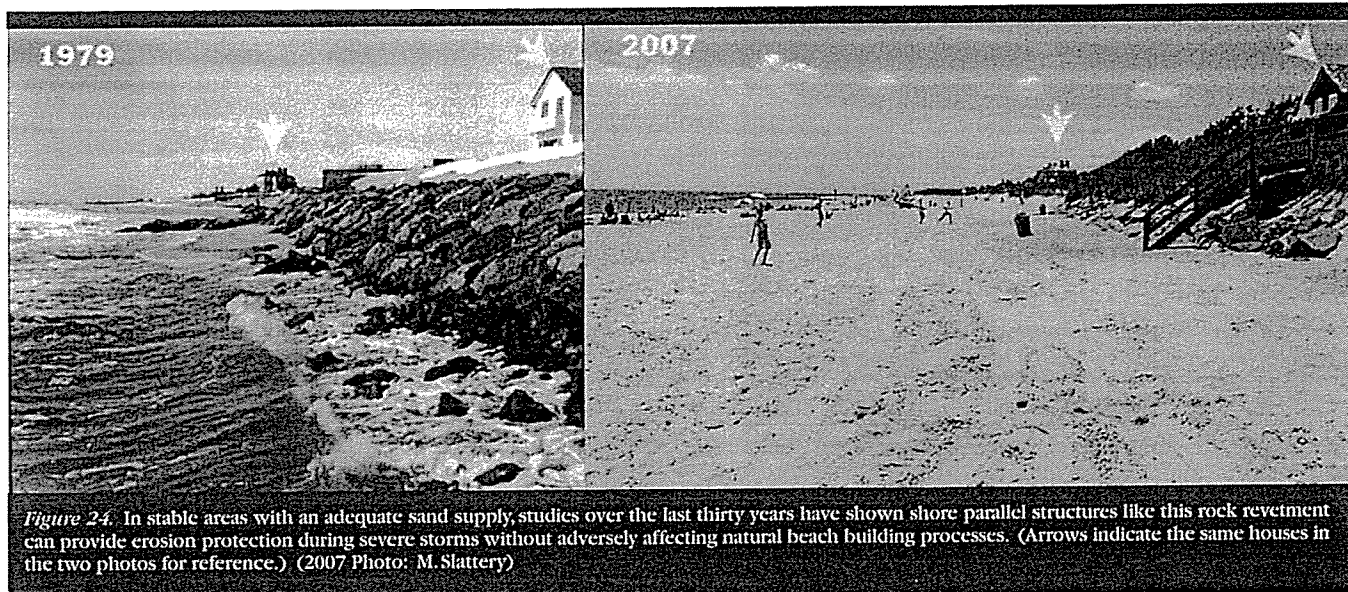 1979
2007
Figure 24. In stable areas with an adequate sand supply, studies over the last thirty years have shown shore parallel structures like this rock revetment
can provide erosion protection during severe storms without adversely affecting natural beach building processes. (Arrows indicate the same houses in
the two photos for reference.) (2007 Photo: M. Slattery)